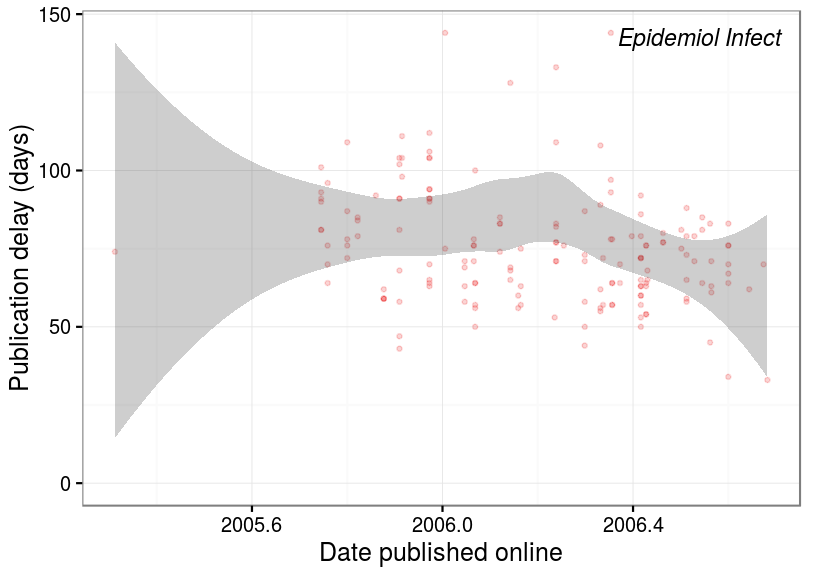 Epidemiol Infect
Publication delay (days)
150
100
50
0
2005.6 2006.0 2006.4
Date published online